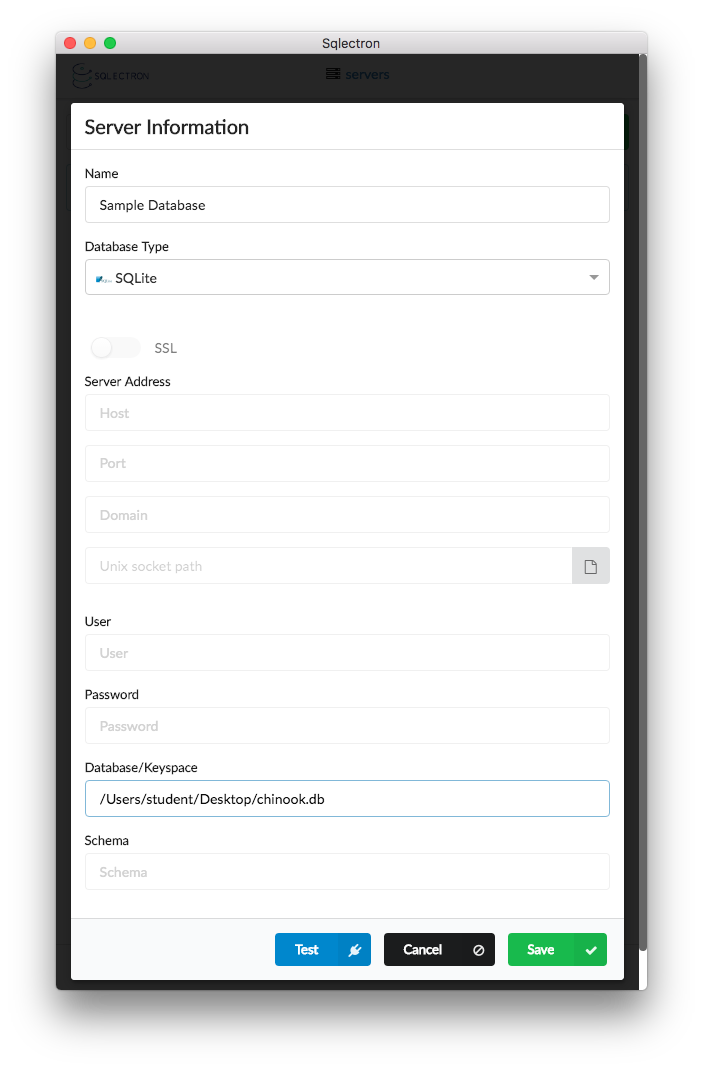 Sqlectron
SQLECTRON
servers
Server Information
Name
Sample Database
Database Type
SQLite
SSL
Server Address
Host
Port
Domain
Unix socket path
User
User
Password
Password
Database/Keyspace
/Users/student/Desktop/chinook.db
Schema
Schema
Test
Cancel
Save